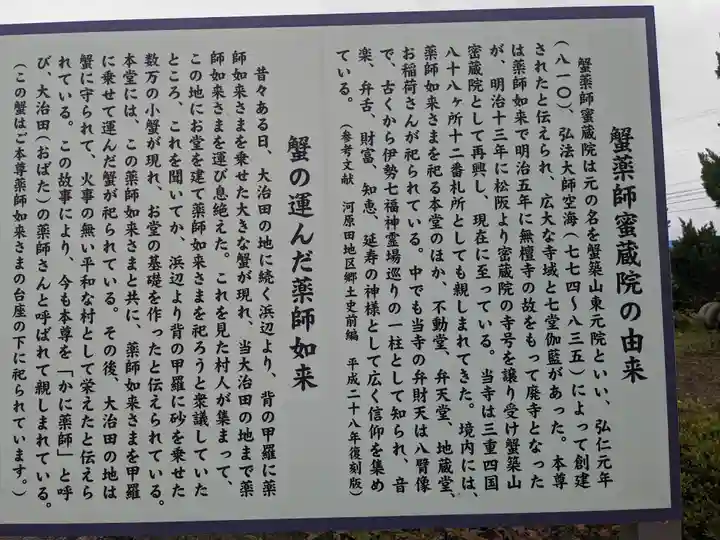 蟹薬師密蔵院の由来
蟹薬師密蔵院は元の名を蟹築山東元院といい、弘仁元年
（八一〇）、弘法大師空海（七七四～八三五）によって創建
されたと伝えられ、広大な寺域と七堂伽藍があった。本尊
は薬師如来で明治五年に無檀寺の故をもって廃寺となった
が、明治十三年に松阪より密蔵院の寺号を譲り受け蟹築山
密蔵院として再興し、現在に至っている。当寺は三重四国
八十八ヶ所十二番札所としても親しまれてきた。境内には、
薬師如来さまを祀る本堂のほか、不動堂、弁天堂、地蔵堂、
お稲荷さんが祀られている。中でも当寺の弁財天は八臂像
で、古くから伊勢七福神霊場巡りの一柱として知られ、音
楽、弁舌、財富、知恵、延寿の神様として広く信仰を集め
ている。（参考文献　河原田地区郷土史前編　平成二十八年復刻版）
蟹の運んだ薬師如来
昔々ある日、大治田の地に続く浜辺より、背の甲羅に薬
師如来さまを乗せた大きな蟹が現れ、当大治田の地まで薬
師如来さまを運び息絶えた。これを見た村人が集まって、
この地にお堂を建て薬師如来さまを祀ろうと衆議していた
ところ、これを聞いてか、浜辺より背の甲羅に砂を乗せた
数万の小蟹が現れ、お堂の基礎を作ったと伝えられている。
本堂には、この薬師如来さまと共に、薬師如来さまを甲羅
に乗せて運んだ蟹が祀られている。その後、大治田の地は
蟹に守られて、火事の無い平和な村として栄えたと伝えら
れている。この故事により、今も本尊を「かに薬師」と呼
び、大治田（おばた）の薬師さんと呼ばれて親しまれている。
（この蟹はご本尊薬師如来さまの台座の下に祀られています。）